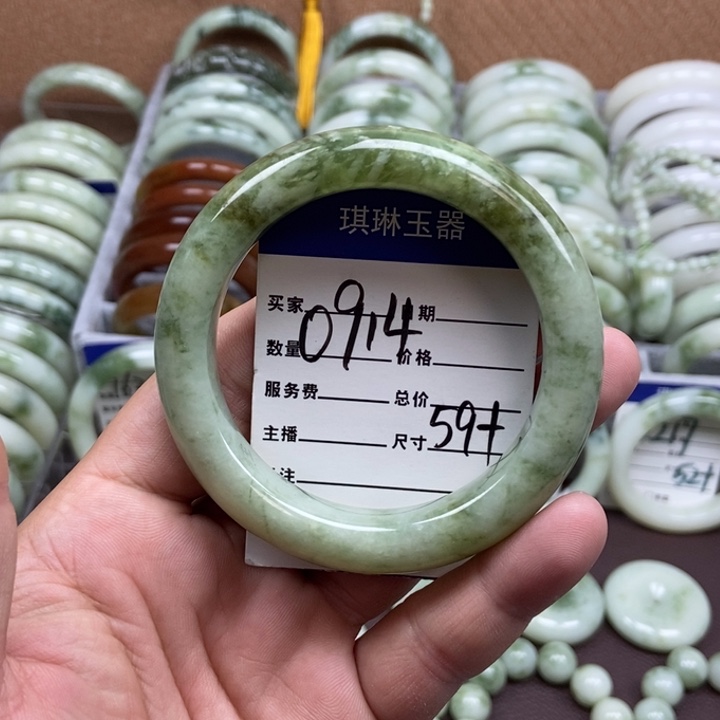 琪琳玉器
买家 0914 期
数量 价格
服务费 总价
主播 尺寸 59+
注
527